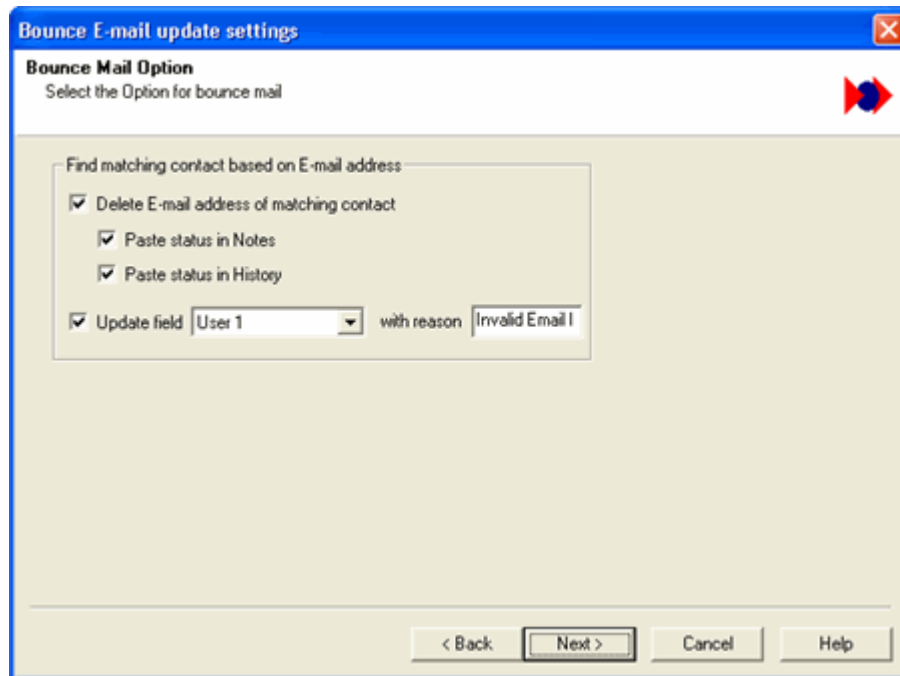 Bounce E-mail update settings
Bounce Mail Option
Select the Option for bounce mail
Find matching contact based on E-mail address
Delete E-mail address of matching contact
Paste status in Notes
Paste status in History
Update field User 1 with reason Invalid Email I
< Back Next > Cancel Help